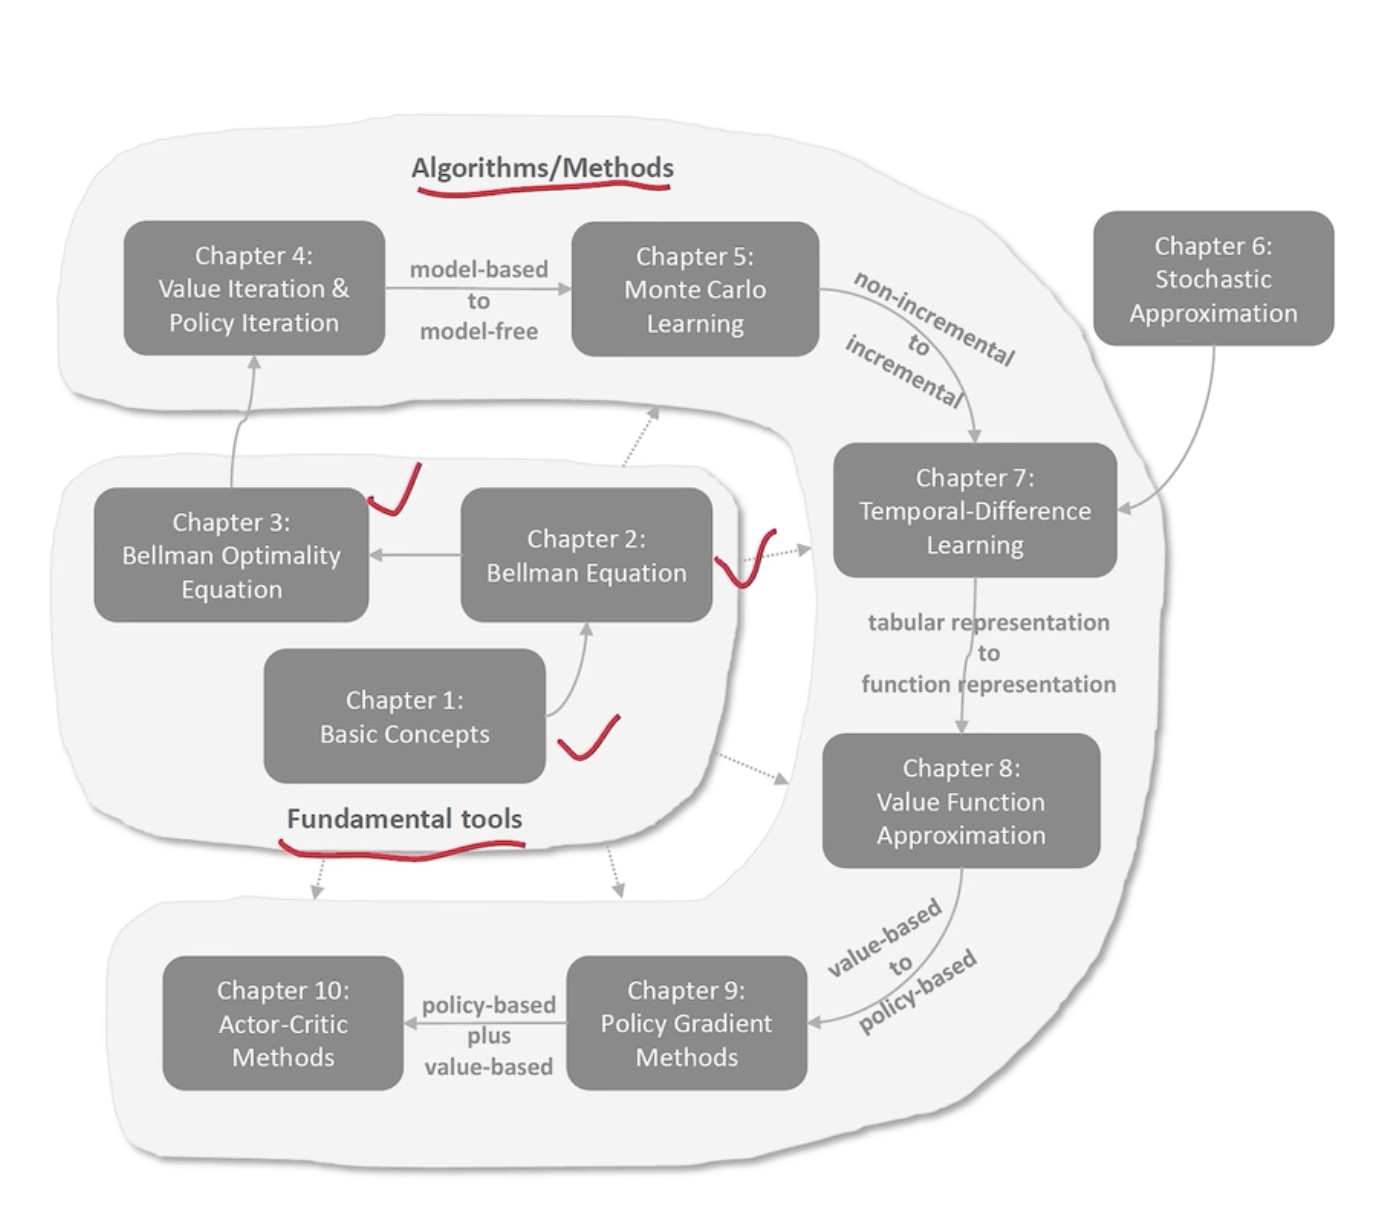 Algorithms/Methods
Chapter 4:
Value Iteration &
Policy Iteration
model-based
to
model-free
Chapter 5:
Monte Carlo
Learning
non-incremental
to
incremental
Chapter 6:
Stochastic
Approximation
Chapter 7:
Temporal-Difference
Learning
Chapter 3:
Bellman Optimality
Equation
Chapter 2:
Bellman Equation
Chapter 1:
Basic Concepts
Fundamental tools
tabular representation
to
function representation
Chapter 8:
Value Function
Approximation
value-based
to
policy-based
Chapter 9:
Policy Gradient
Methods
policy-based
plus
value-based
Chapter 10:
Actor-Critic
Methods